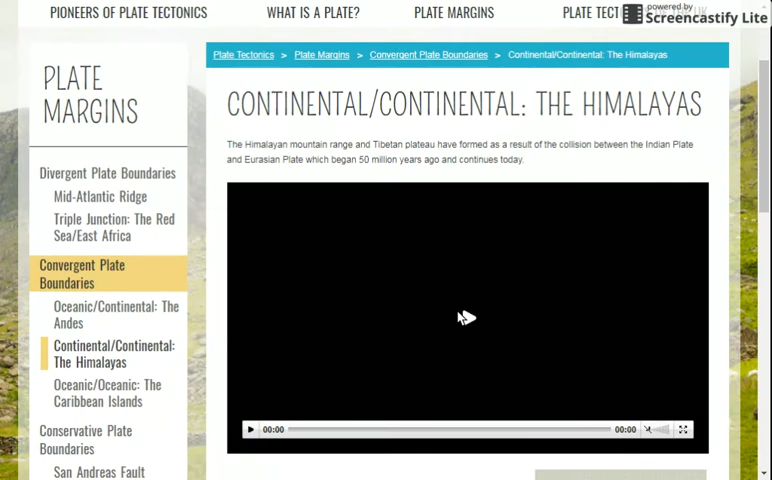 PIONEERS OF PLATE TECTONICS
WHAT IS A PLATE?
PLATE MARGINS
PLATE TECT
powered by
Screencastify Lite
Plate Tectonics > Plate Margins > Convergent Plate Boundaries > Continental/Continental: The Himalayas
PLATE
MARGINS
Divergent Plate Boundaries
Mid-Atlantic Ridge
Triple Junction: The Red
Sea/East Africa
Convergent Plate
Boundaries
Oceanic/Continental: The
Andes
Continental/Continental:
The Himalayas
Oceanic/Oceanic: The
Caribbean Islands
Conservative Plate
Boundaries
San Andreas Fault
CONTINENTAL/CONTINENTAL: THE HIMALAYAS
The Himalayan mountain range and Tibetan plateau have formed as a result of the collision between the Indian Plate
and Eurasian Plate which began 50 million years ago and continues today.
00:00
00:00